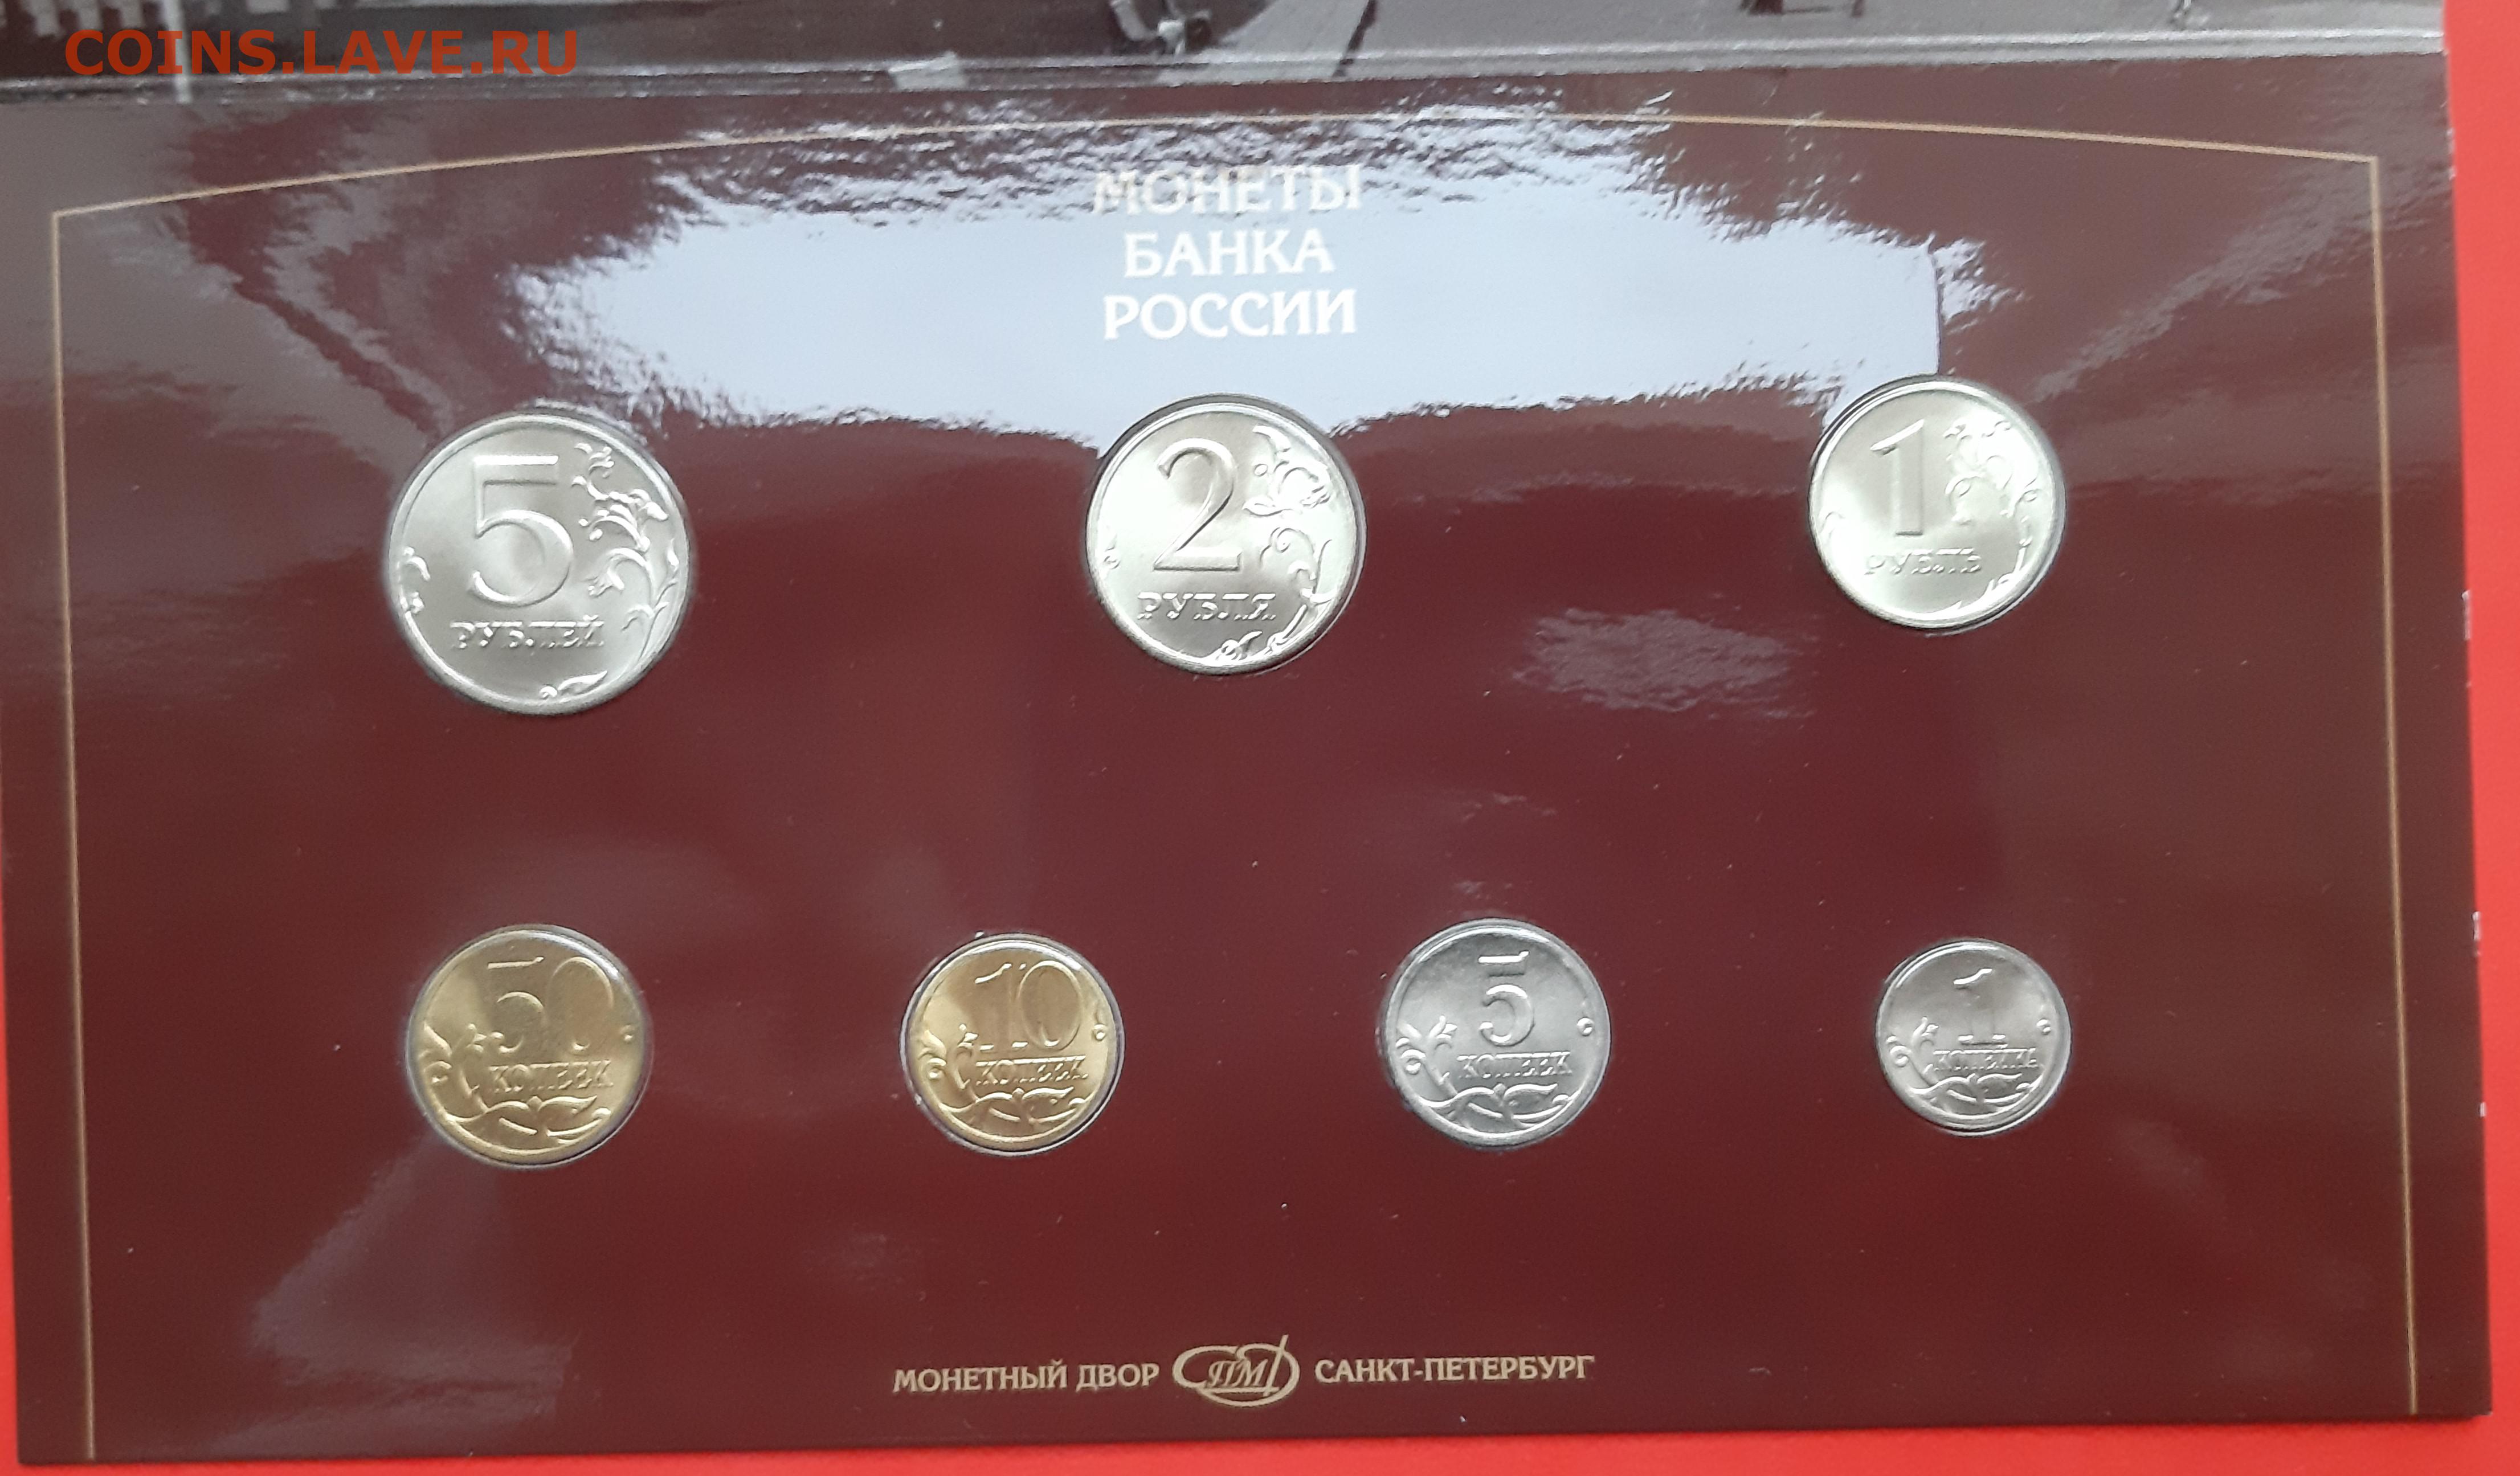 COINS.LAVE.RU
МОНЕТЫ
БАНКА
РОССИИ
5
РУБЛЕЙ
2
РУБЛЯ
1
РУБЛЬ
50
КОПЕЕК
10
КОПЕЕК
5
КОПЕЕК
1
КОПЕЙКА
МОНЕТНЫЙ ДВОР СПМД САНКТ-ПЕТЕРБУРГ